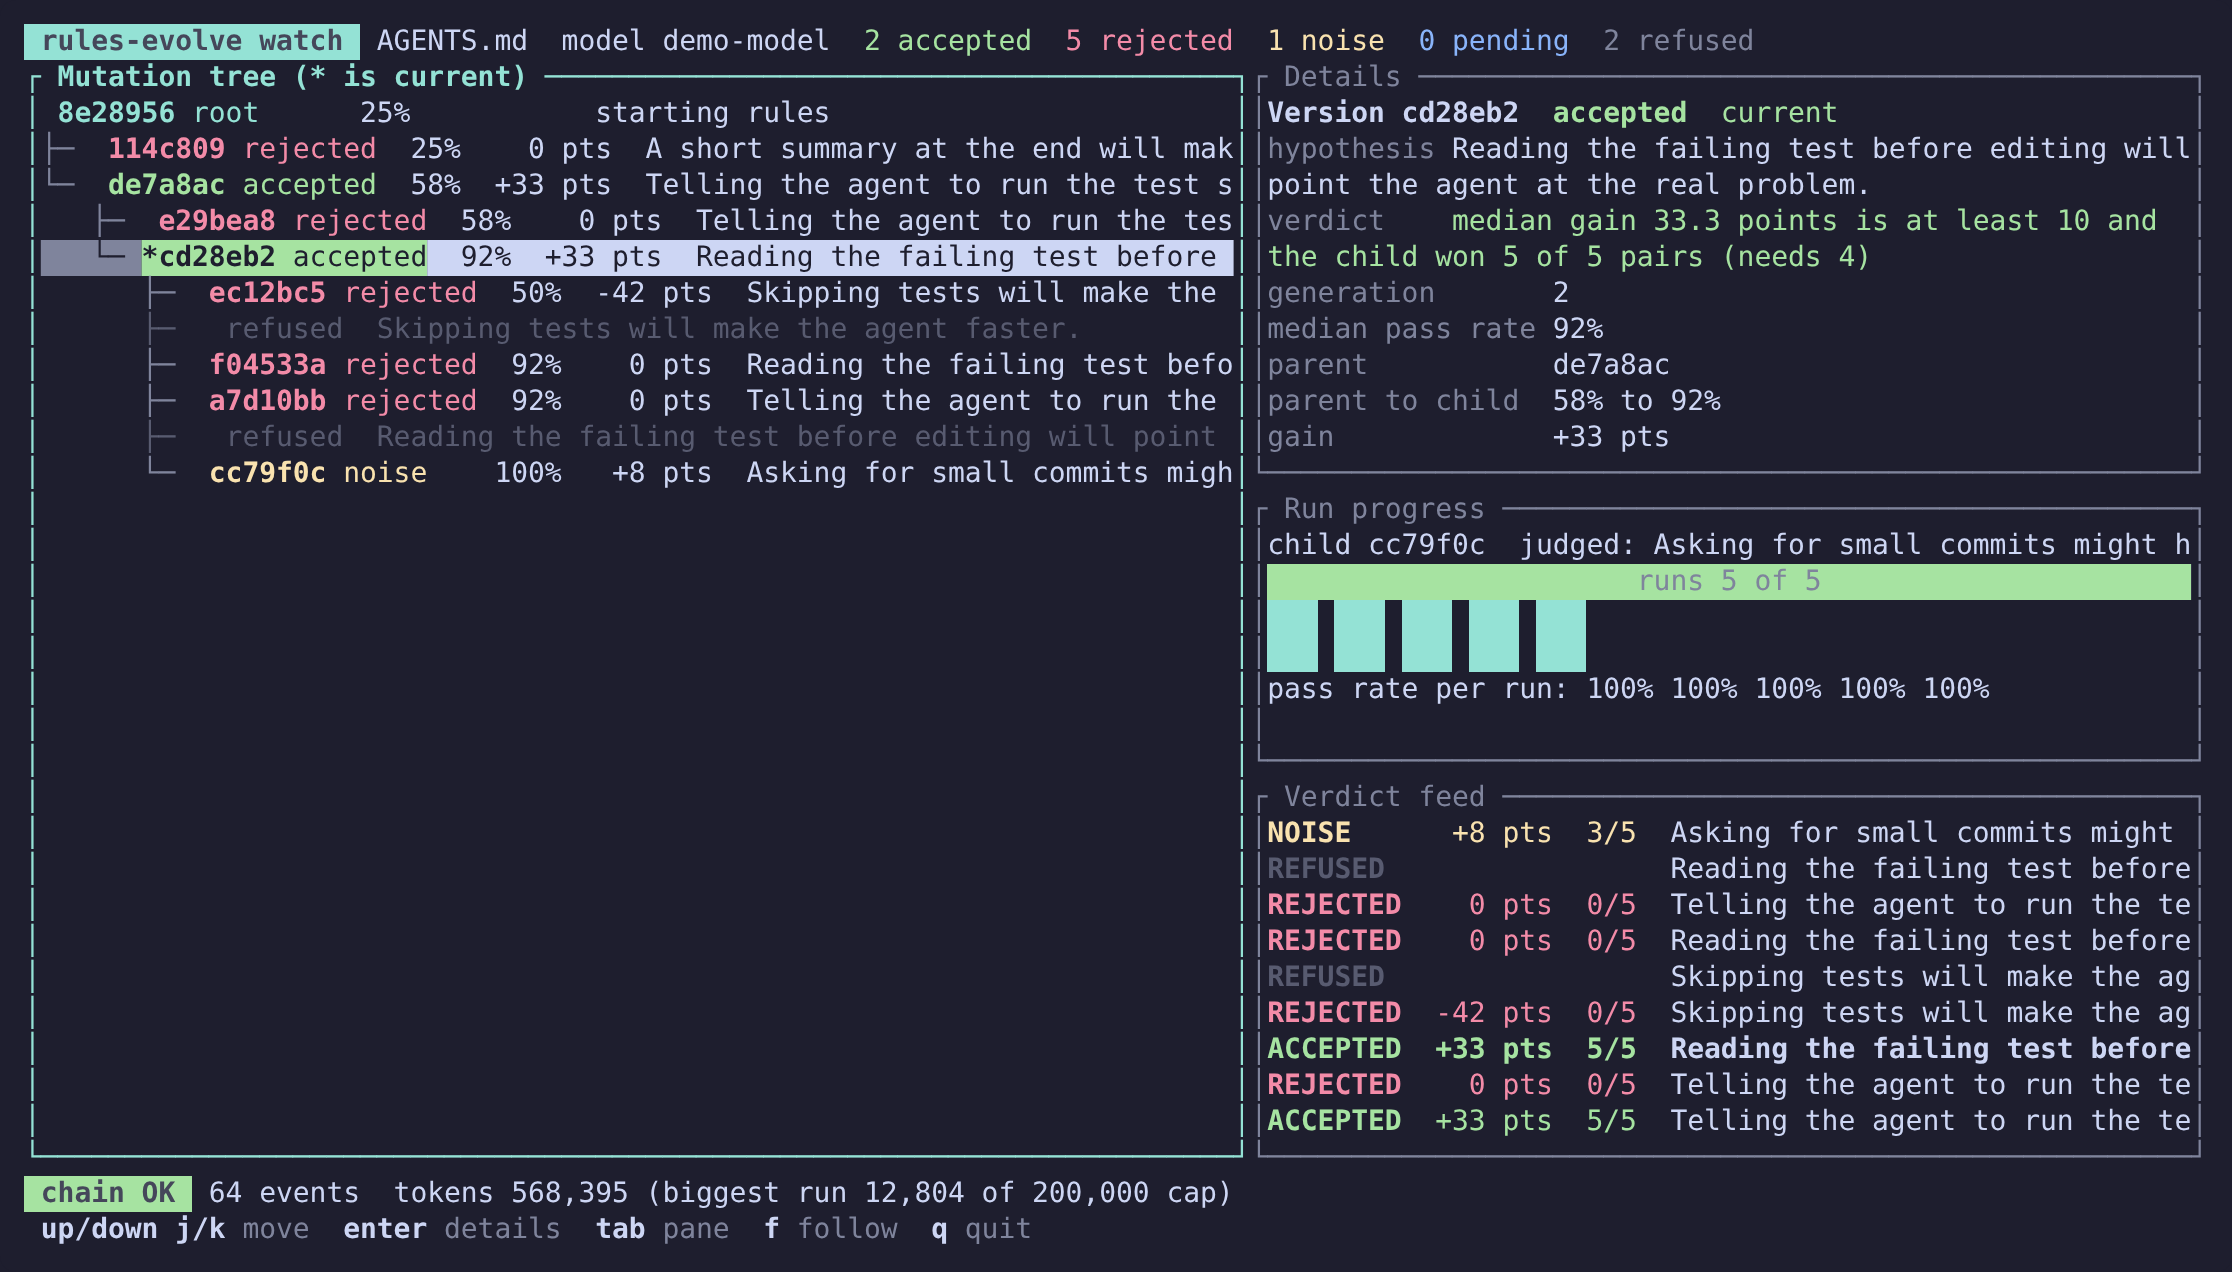 rules-evolve watch AGENTS.md model demo-model 2 accepted 5 rejected 1 noise 0 pending 2 refused
Mutation tree (* is current)
8e28956 root 25% starting rules
114c809 rejected 25% 0 pts A short summary at the end will mak
de7a8ac accepted 58% +33 pts Telling the agent to run the test s
e29bea8 rejected 58% 0 pts Telling the agent to run the tes
*cd28eb2 accepted 92% +33 pts Reading the failing test before
ec12bc5 rejected 50% -42 pts Skipping tests will make the
refused Skipping tests will make the agent faster.
f04533a rejected 92% 0 pts Reading the failing test befo
a7d10bb rejected 92% 0 pts Telling the agent to run the
refused Reading the failing test before editing will point
cc79f0c noise 100% +8 pts Asking for small commits migh
Details
Version cd28eb2 accepted current
hypothesis Reading the failing test before editing will
point the agent at the real problem.
verdict median gain 33.3 points is at least 10 and
the child won 5 of 5 pairs (needs 4)
generation 2
median pass rate 92%
parent de7a8ac
parent to child 58% to 92%
gain +33 pts
Run progress
child cc79f0c judged: Asking for small commits might h
runs 5 of 5
pass rate per run: 100% 100% 100% 100% 100%
Verdict feed
NOISE +8 pts 3/5 Asking for small commits might
REFUSED Reading the failing test before
REJECTED 0 pts 0/5 Telling the agent to run the te
REJECTED 0 pts 0/5 Reading the failing test before
REFUSED Skipping tests will make the ag
REJECTED -42 pts 0/5 Skipping tests will make the ag
ACCEPTED +33 pts 5/5 Reading the failing test before
REJECTED 0 pts 0/5 Telling the agent to run the te
ACCEPTED +33 pts 5/5 Telling the agent to run the te
chain OK 64 events tokens 568,395 (biggest run 12,804 of 200,000 cap)
up/down j/k move enter details tab pane f follow q quit